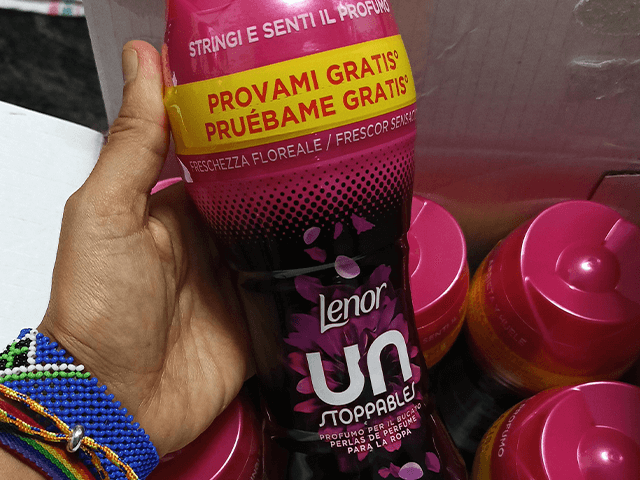 STRINGI E SENTI IL PROFUMO
PROVAMI GRATIS°
PRUÉBAME GRATIS°
FRESCHEZZA FLOREALE / FRESCOR
Lenor
UN
STOPPABLES
PROFUMO PER IL BUCATO
PERLAS DE PERFUME
PARA LA ROPA